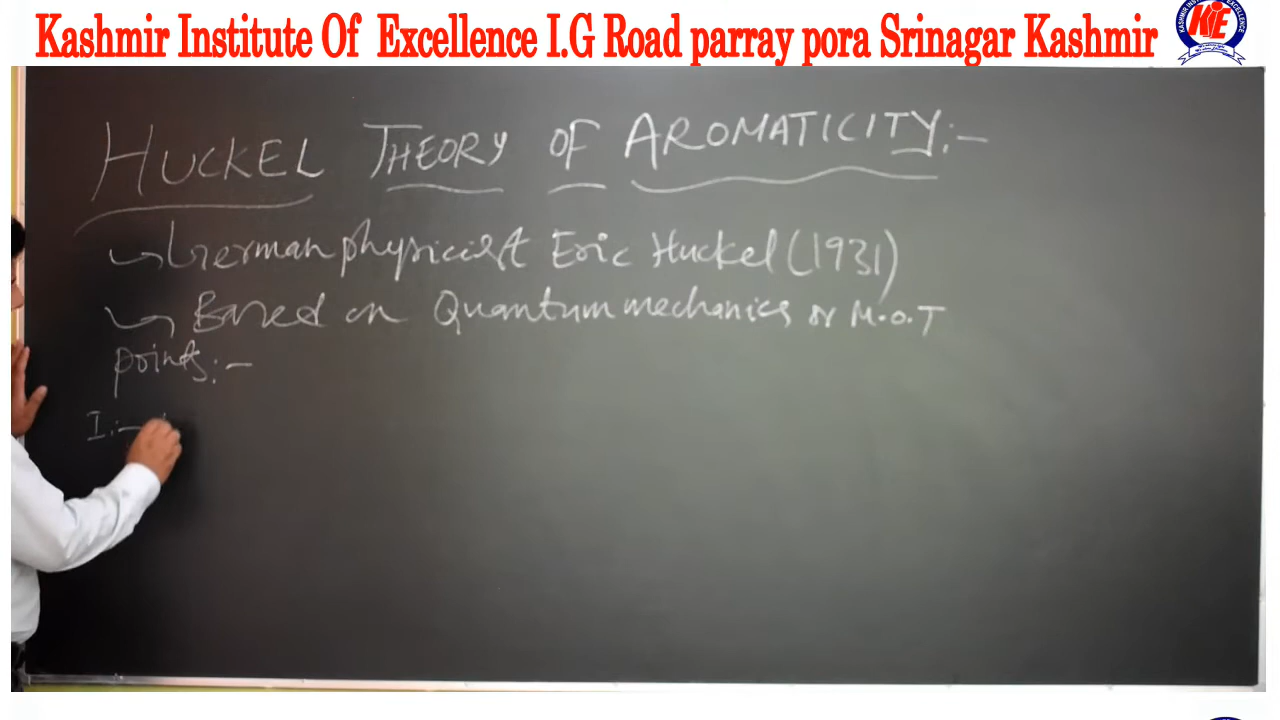 Kashmir Institute Of Excellence I.G Road parray pora Srinagar Kashmir
KIE
HUCKEL THEORY OF AROMATICITY:-
German physicist Eric Huckel (1931)
Based on Quantum mechanics or M.O.T
points:-
I:-